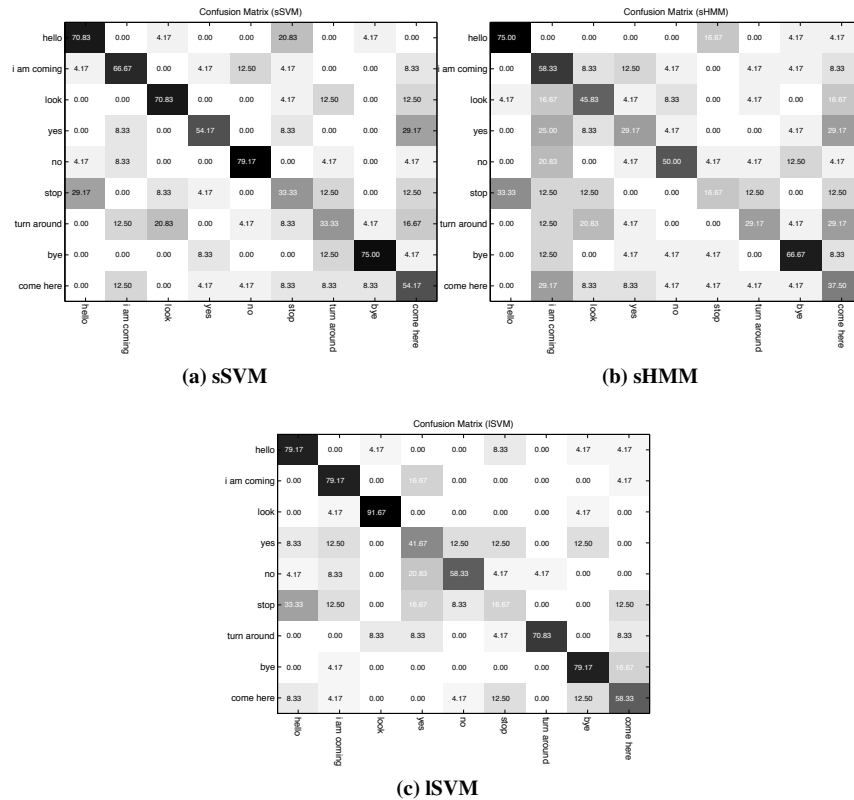 Confusion Matrix (sSVM)
hello 70.83 0.00 4.17 0.00 0.00 20.83 0.00 4.17 0.00
i am coming 4.17 66.67 0.00 4.17 12.50 4.17 0.00 0.00 8.33
look 0.00 0.00 70.83 0.00 0.00 4.17 12.50 0.00 12.50
yes 0.00 8.33 0.00 54.17 0.00 8.33 0.00 0.00 29.17
no 4.17 8.33 0.00 0.00 79.17 0.00 4.17 0.00 4.17
stop 29.17 0.00 8.33 4.17 0.00 33.33 12.50 0.00 12.50
turn around 0.00 12.50 20.83 0.00 4.17 8.33 33.33 4.17 16.67
bye 0.00 0.00 0.00 8.33 0.00 0.00 12.50 75.00 4.17
come here 0.00 12.50 0.00 4.17 4.17 8.33 8.33 8.33 54.17
hello i am coming look yes no stop turn around bye come here
(a) sSVM
Confusion Matrix (sHMM)
hello 75.00 0.00 0.00 0.00 0.00 16.67 0.00 4.17 4.17
i am coming 0.00 58.33 8.33 12.50 4.17 0.00 4.17 4.17 8.33
look 4.17 16.67 45.83 4.17 8.33 0.00 4.17 0.00 16.67
yes 0.00 25.00 8.33 29.17 4.17 0.00 0.00 4.17 29.17
no 0.00 20.83 0.00 4.17 50.00 4.17 4.17 12.50 4.17
stop 33.33 12.50 12.50 0.00 0.00 16.67 12.50 0.00 12.50
turn around 0.00 12.50 20.83 4.17 0.00 0.00 29.17 4.17 29.17
bye 0.00 12.50 0.00 4.17 4.17 4.17 0.00 66.67 8.33
come here 0.00 29.17 8.33 8.33 4.17 4.17 4.17 4.17 37.50
hello i am coming look yes no stop turn around bye come here
(b) sHMM
Confusion Matrix (lSVM)
hello 79.17 0.00 4.17 0.00 0.00 8.33 0.00 4.17 4.17
i am coming 0.00 79.17 0.00 16.67 0.00 0.00 0.00 0.00 4.17
look 0.00 4.17 91.67 0.00 0.00 0.00 0.00 4.17 0.00
yes 8.33 12.50 0.00 41.67 12.50 12.50 0.00 12.50 0.00
no 4.17 8.33 0.00 20.83 58.33 4.17 4.17 0.00 0.00
stop 33.33 12.50 0.00 16.67 8.33 16.67 0.00 0.00 12.50
turn around 0.00 0.00 8.33 8.33 0.00 4.17 70.83 0.00 8.33
bye 0.00 4.17 0.00 0.00 0.00 0.00 0.00 79.17 16.67
come here 8.33 4.17 0.00 0.00 4.17 12.50 0.00 12.50 58.33
hello i am coming look yes no stop turn around bye come here
(c) lSVM